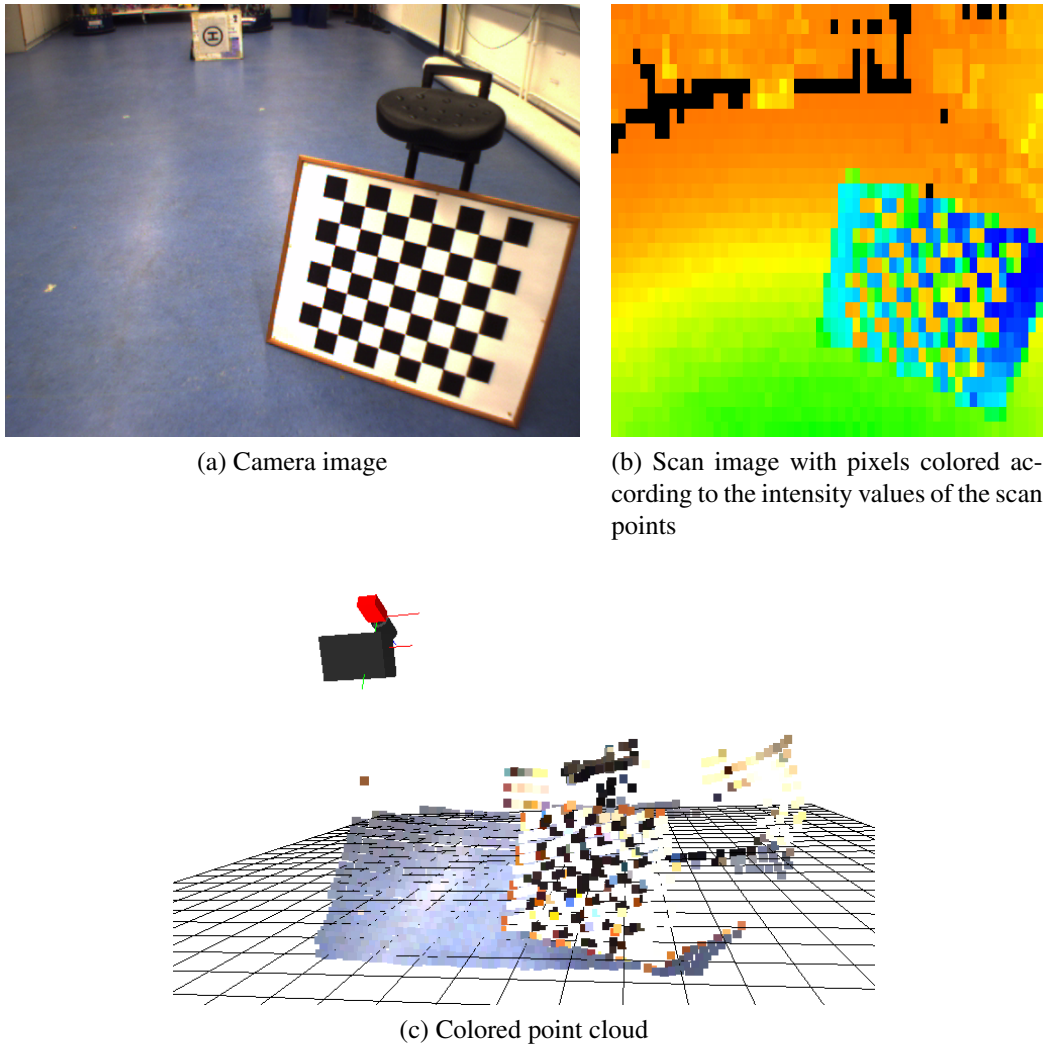 (a) Camera image
(b) Scan image with pixels colored ac-
cording to the intensity values of the scan
points
(c) Colored point cloud